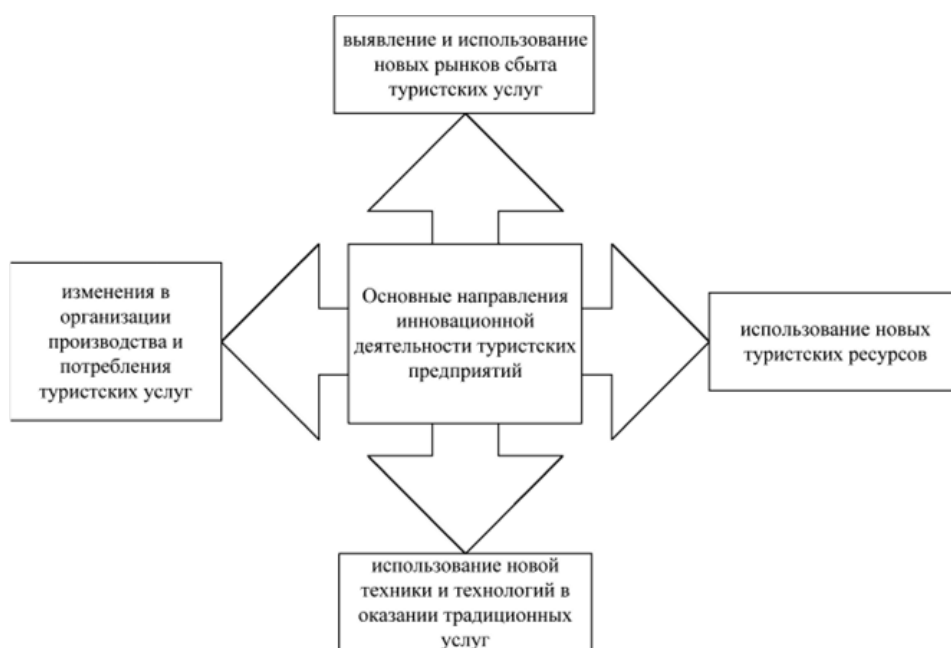 выявление и использование
новых рынков сбыта
туристских услуг
изменения в
организации
производства и
потребления
туристских услуг
Основные направления
инновационной
деятельности туристских
предприятий
использование новых
туристских ресурсов
использование новой
техники и технологий в
оказании традиционных
услуг